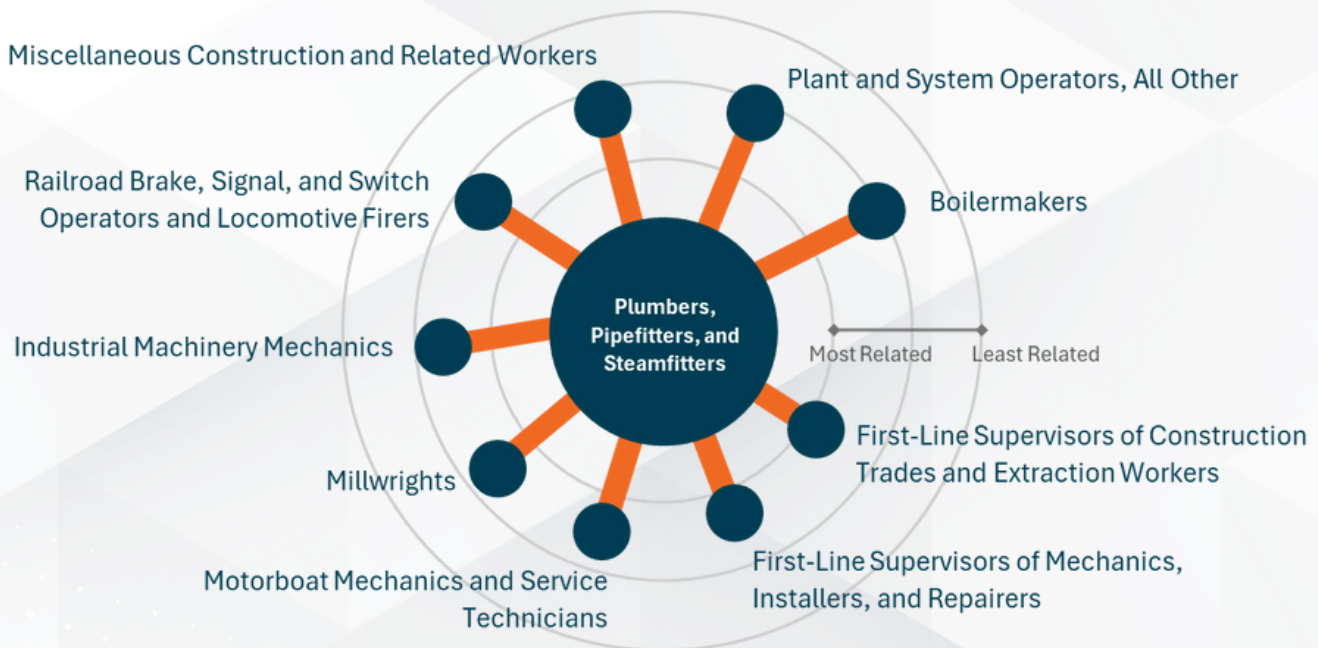 Miscellaneous Construction and Related Workers
Plant and System Operators, All Other
Railroad Brake, Signal, and Switch
Operators and Locomotive Firers
Boilermakers
Plumbers,
Pipefitters, and
Steamfitters
Industrial Machinery Mechanics
Most Related
Least Related
First-Line Supervisors of Construction
Trades and Extraction Workers
Millwrights
First-Line Supervisors of Mechanics,
Installers, and Repairers
Motorboat Mechanics and Service
Technicians